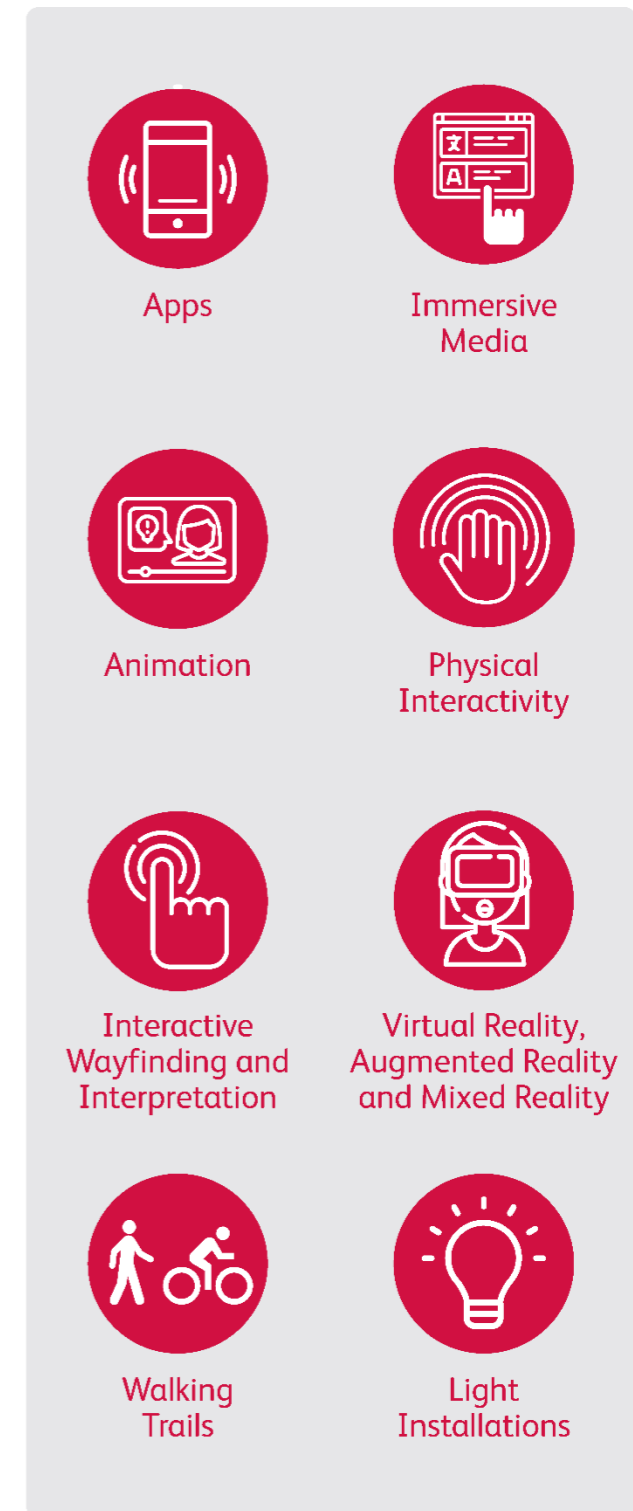 Apps
Immersive
Media
Animation
Physical
Interactivity
Interactive
Wayfinding and
Interpretation
Virtual Reality,
Augmented Reality
and Mixed Reality
Walking
Trails
Light
Installations
文
A